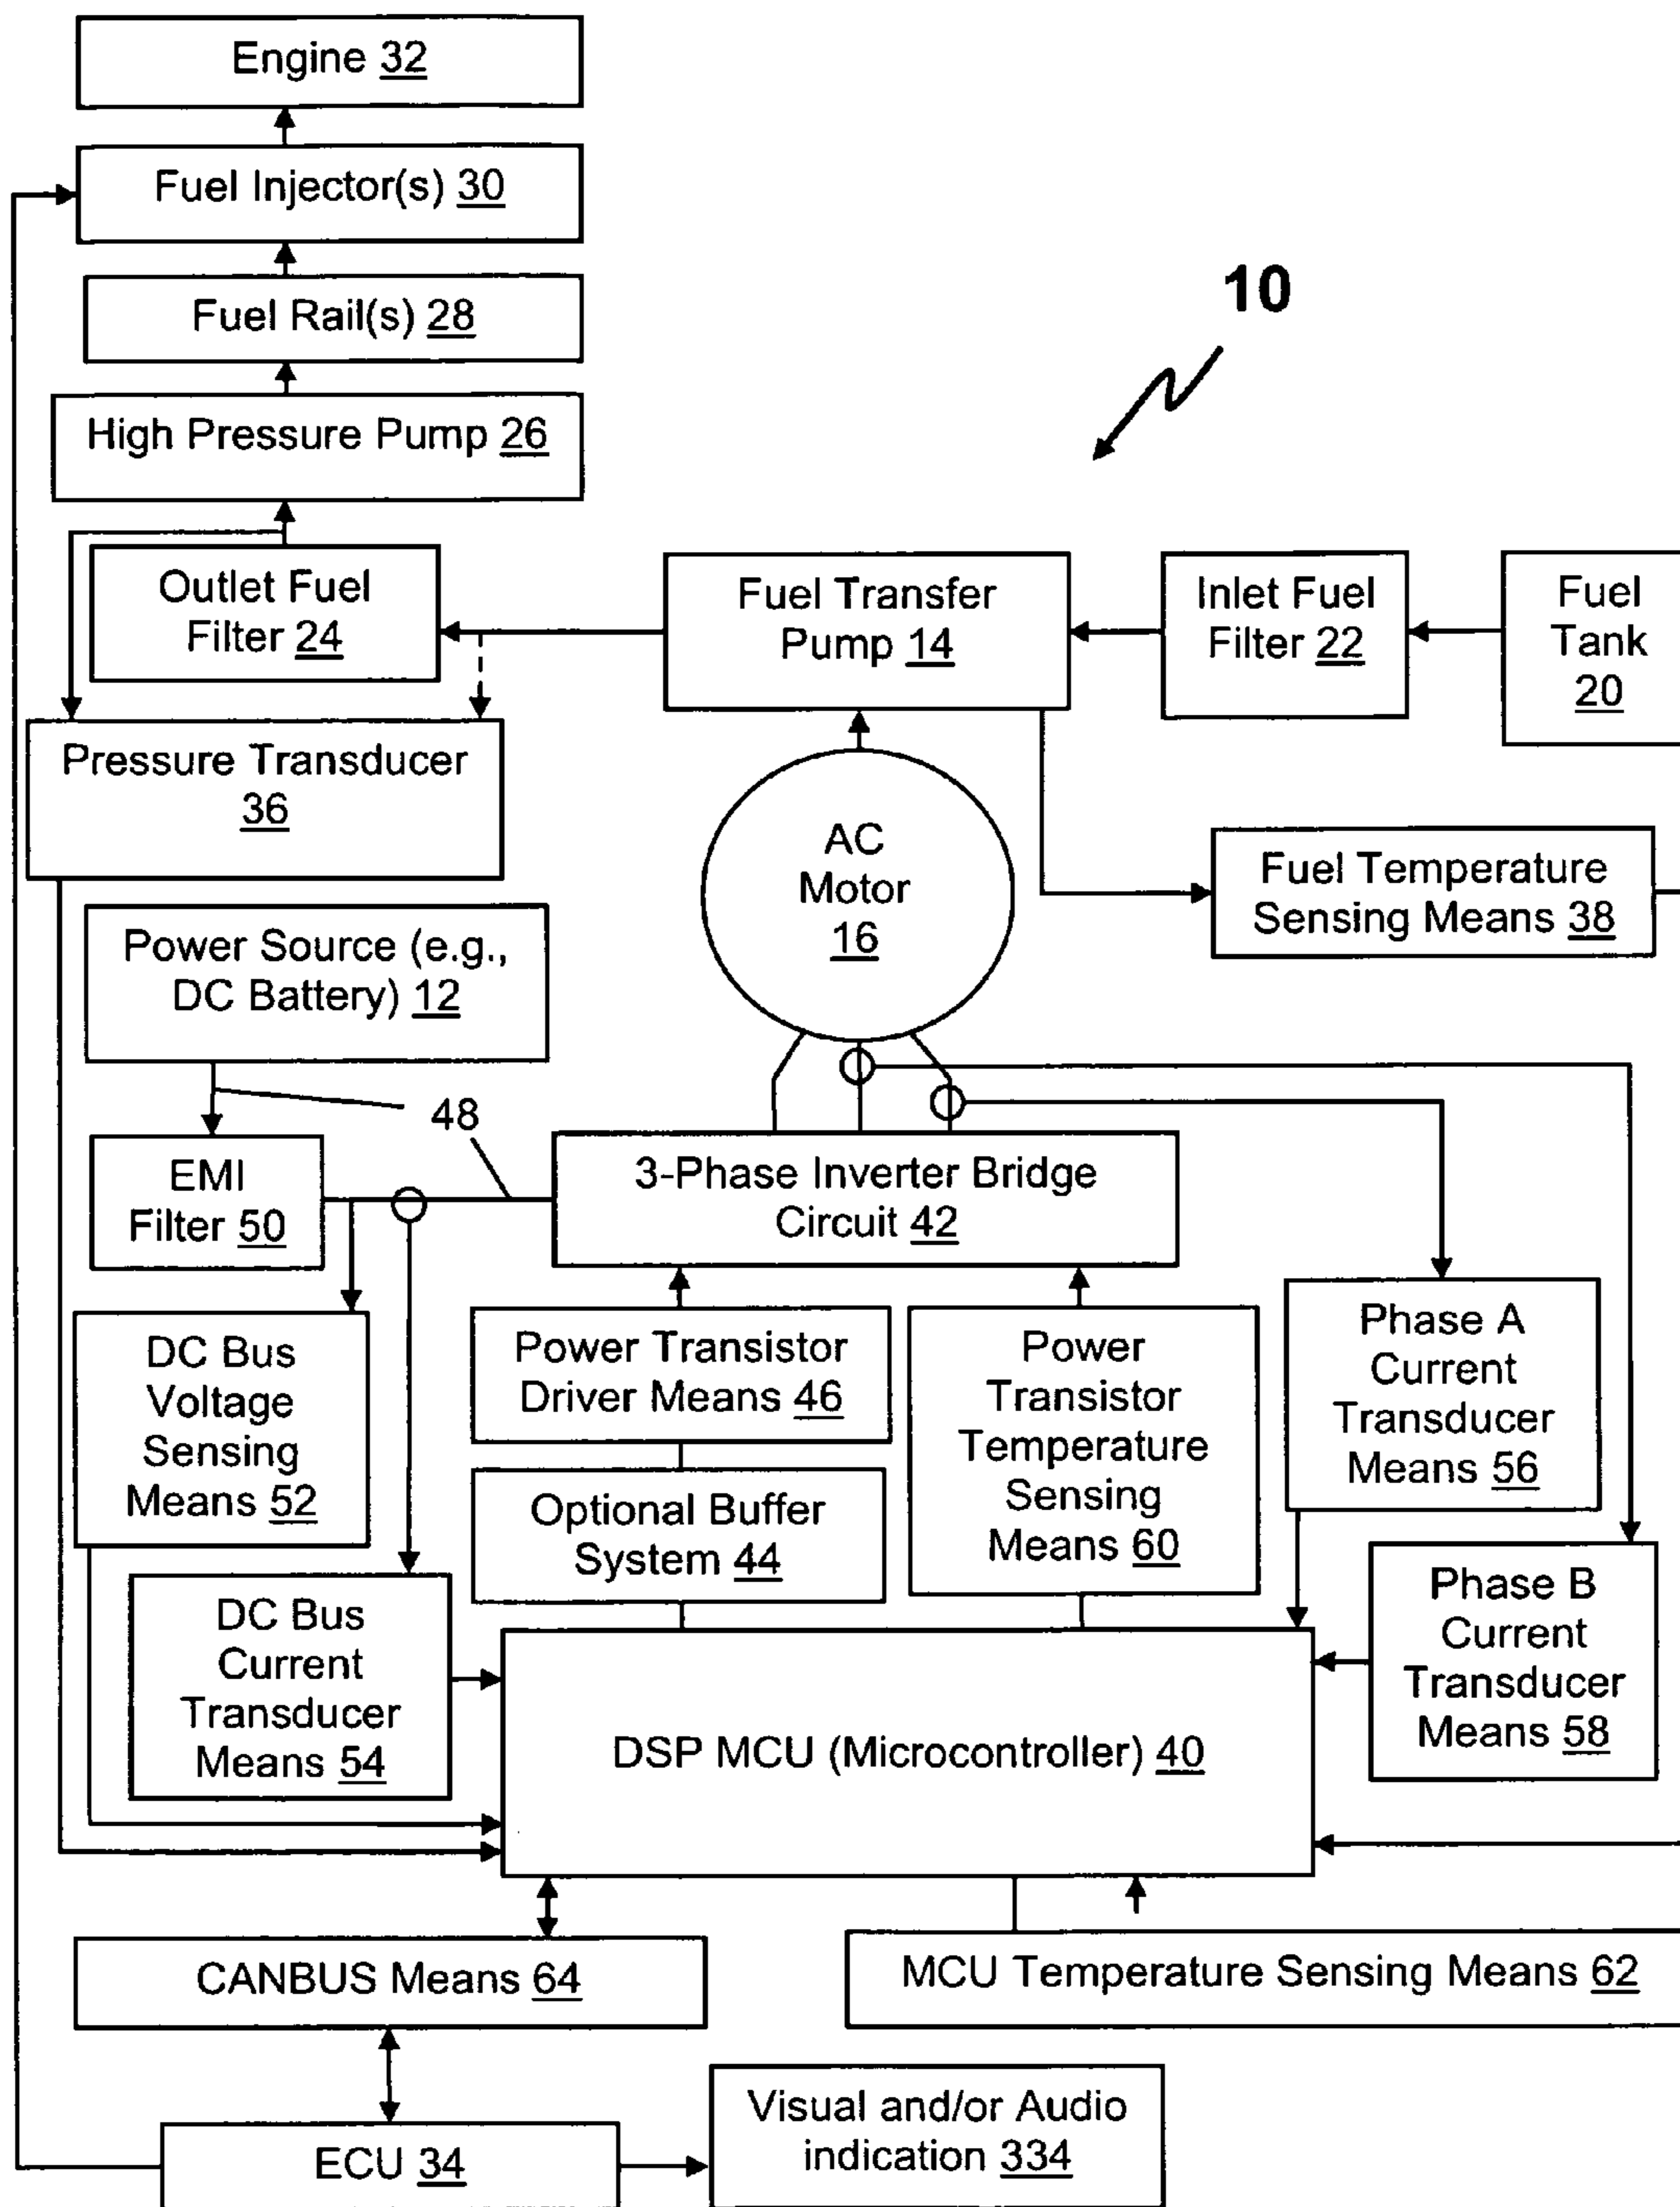 Engine 32
Fuel Injector(s) 30
Fuel Rail(s) 28
10
High Pressure Pump 26
Outlet Fuel
Filter 24
Fuel Transfer
Pump 14
Inlet Fuel
Filter 22
Fuel
Tank
20
Pressure Transducer
36
AC
Motor
16
Fuel Temperature
Sensing Means 38
Power Source (e.g.,
DC Battery) 12
48
EMI
Filter 50
3-Phase Inverter Bridge
Circuit 42
DC Bus
Voltage
Sensing
Means 52
Power Transistor
Driver Means 46
Power
Transistor
Temperature
Sensing
Means 60
Phase A
Current
Transducer
Means 56
Optional Buffer
System 44
DC Bus
Current
Transducer
Means 54
DSP MCU (Microcontroller) 40
Phase B
Current
Transducer
Means 58
CANBUS Means 64
MCU Temperature Sensing Means 62
ECU 34
Visual and/or Audio
indication 334